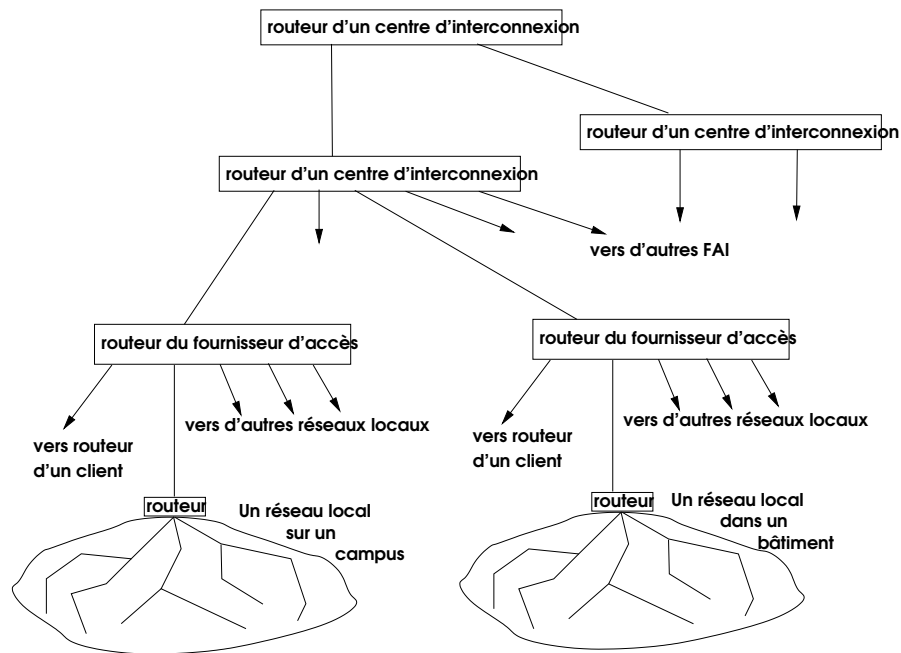 routeur d'un centre d'interconnexion
routeur d'un centre d'interconnexion
routeur d'un centre d'interconnexion
vers d'autres FAI
routeur du fournisseur d'accès
routeur du fournisseur d'accès
vers d'autres réseaux locaux
vers routeur
d'un client
vers d'autres réseaux locaux
vers routeur
d'un client
routeur
Un réseau local
sur un
campus
routeur
Un réseau local
dans un
bâtiment